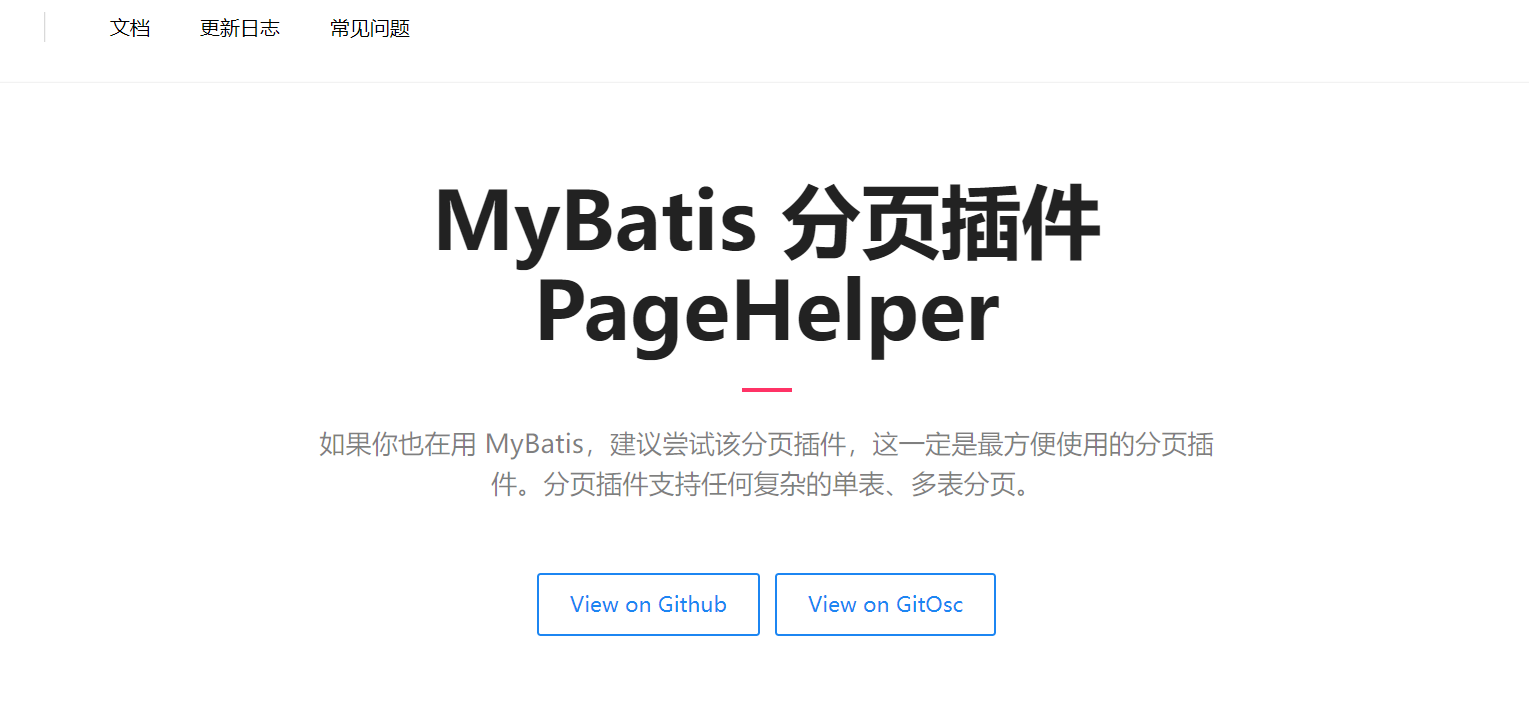 文档 更新日志 常见问题
MyBatis 分页插件
PageHelper
如果你也在用 MyBatis，建议尝试该分页插件，这一定是最方便使用的分页插
件。分页插件支持任何复杂的单表、多表分页。
View on Github View on GitOsc